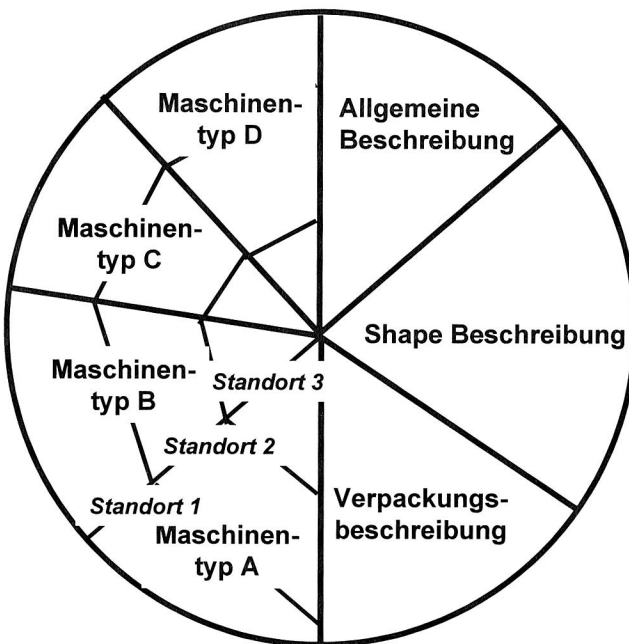 Maschinen-
typ D
Allgemeine
Beschreibung
Maschinen-
typ C
Shape Beschreibung
Maschinen-
typ B
Standort 3
Standort 2
Standort 1
Maschinen-
typ A
Verpackungs-
beschreibung